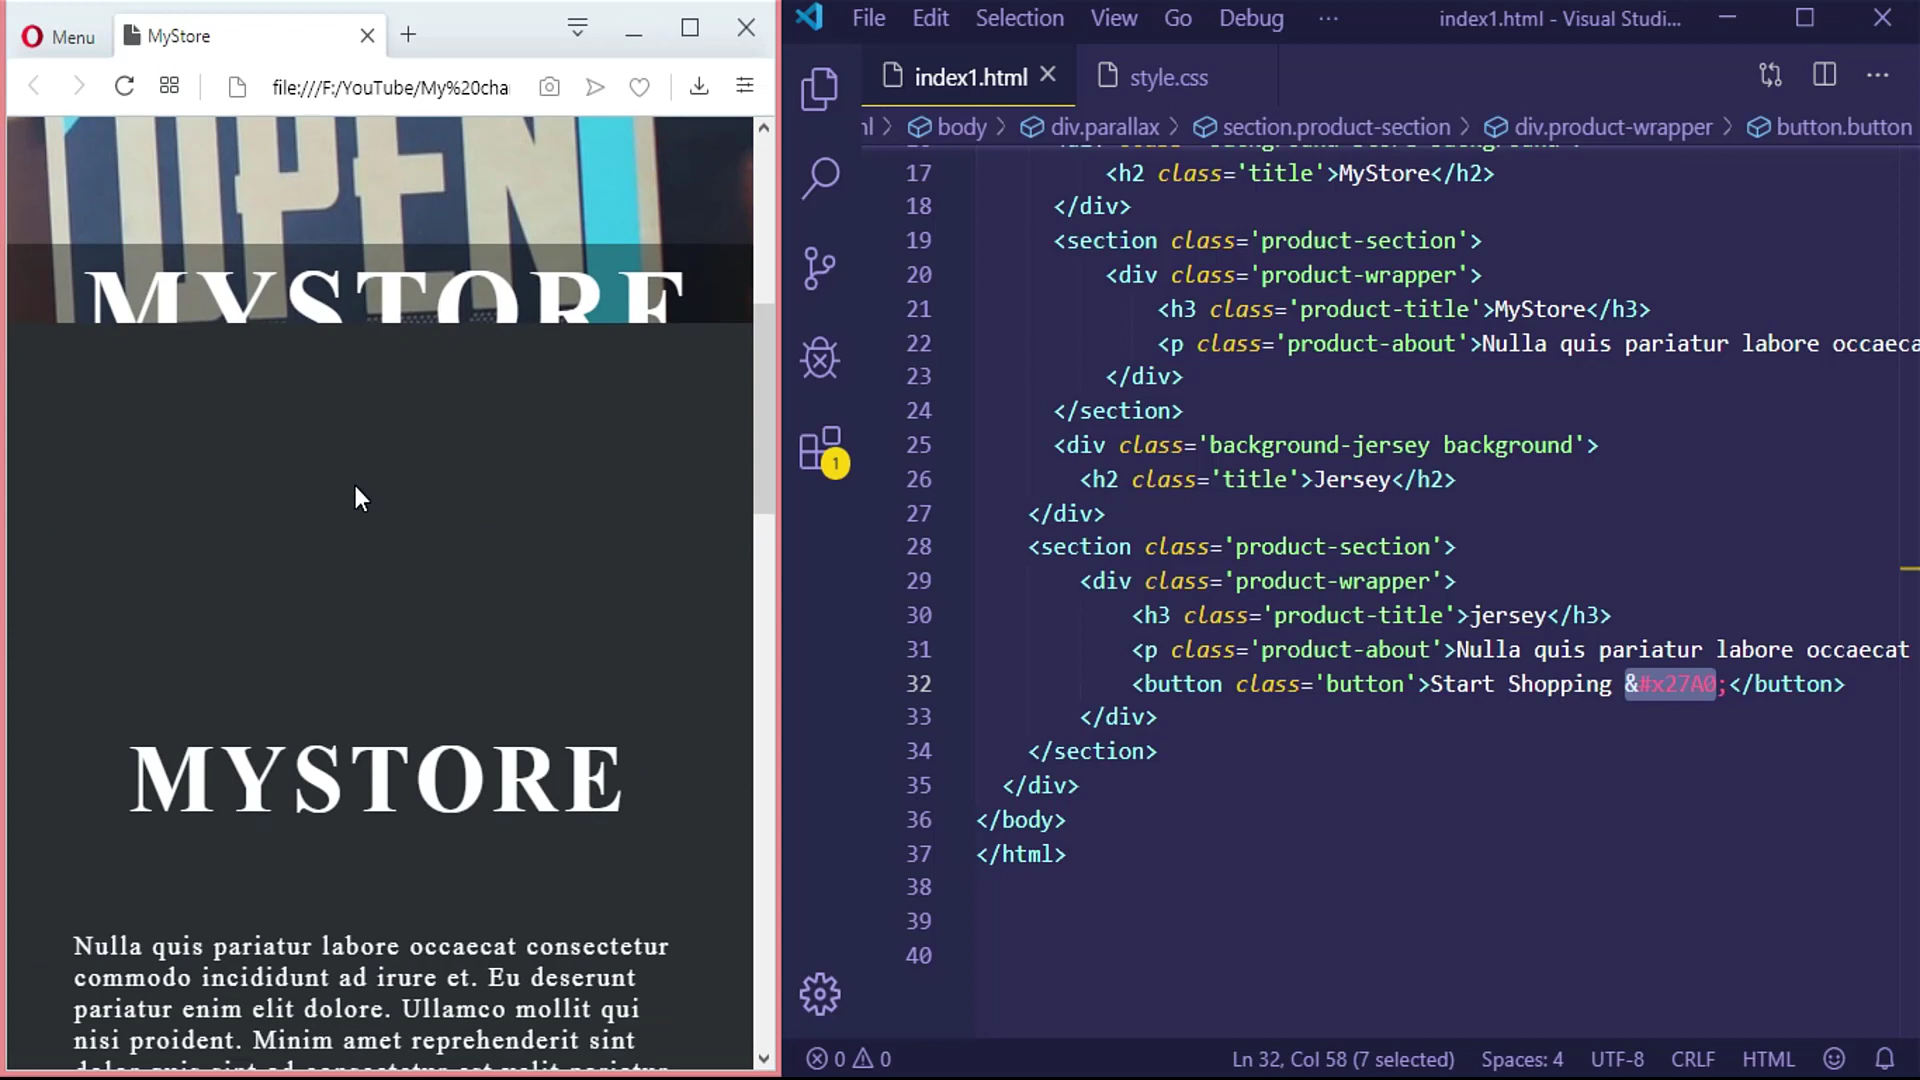 Menu
MyStore
file:///F:/YouTube/My%20cha
OPEN
MYSTORE
MYSTORE
Nulla quis pariatur labore occaecat consectetur
commodo incididunt ad irure et. Eu deserunt
pariatur enim elit dolore. Ullamco mollit qui
nisi proident. Minim amet reprehenderit sint
File Edit Selection View Go Debug ··· index1.html - Visual Studi...
index1.html
style.css
body > div.parallax > section.product-section > div.product-wrapper > button.button
17 <h2 class='title'>MyStore</h2>
18 </div>
19 <section class='product-section'>
20 <div class='product-wrapper'>
21 <h3 class='product-title'>MyStore</h3>
22 <p class='product-about'>Nulla quis pariatur labore occaeca
23 </div>
24 </section>
25 <div class='background-jersey background'>
26 <h2 class='title'>Jersey</h2>
27 </div>
28 <section class='product-section'>
29 <div class='product-wrapper'>
30 <h3 class='product-title'>jersey</h3>
31 <p class='product-about'>Nulla quis pariatur labore occaecat
32 <button class='button'>Start Shopping &#x27A0;</button>
33 </div>
34 </section>
35 </div>
36 </body>
37 </html>
38
39
40
1
0 0
Ln 32, Col 58 (7 selected) Spaces: 4 UTF-8 CRLF HTML